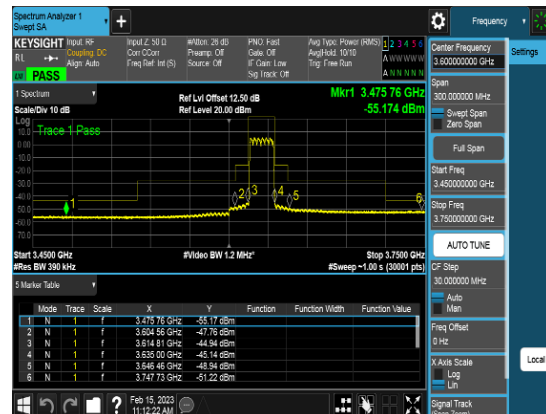 Spectrum Analyzer 1
Swept SA
+
Frequency
KEYSIGHT
Input: RF
Coupling: DC
Align: Auto
Input Z: 50 Ω
Corr CCorr
Freq Ref: Int (S)
#Atten: 26 dB
Preamp: Off
Source: Off
PNO: Fast
Gate: Off
IF Gain: Low
Sig Track: Off
Avg Type: Power (RMS)
Avg|Hold: 10/10
Trig: Free Run
1 2 3 4 5 6
A W W W W W
A N N N N N
RL
PASS
1 Spectrum
Scale/Div 10 dB
Ref Lvl Offset 12.50 dB
Ref Level 20.00 dBm
Mkr1 3.475 76 GHz
-55.174 dBm
Log
Trace 1 Pass
10.0
0.00
-10.0
-20.0
-30.0
-40.0
-50.0
-60.0
-70.0
1
2
3
4
5
6
Start 3.4500 GHz
#Res BW 390 kHz
#Video BW 1.2 MHz*
Stop 3.7500 GHz
#Sweep ~1.00 s (30001 pts)
5 Marker Table
Mode Trace Scale X Y Function Function Width Function Value
1 N 1 f 3.475 76 GHz -55.17 dBm
2 N 1 f 3.604 56 GHz -47.76 dBm
3 N 1 f 3.614 81 GHz -44.94 dBm
4 N 1 f 3.635 00 GHz -45.14 dBm
5 N 1 f 3.646 46 GHz -48.94 dBm
6 N 1 f 3.747 73 GHz -51.22 dBm
?
Feb 15, 2022
11:12:22 AM
Center Frequency
3.600000000 GHz
Settings
Span
300.000000 MHz
Swept Span
Zero Span
Full Span
Start Freq
3.450000000 GHz
Stop Freq
3.750000000 GHz
AUTO TUNE
CF Step
30.000000 MHz
Auto
Man
Freq Offset
0 Hz
X Axis Scale
Log
Lin
Local
Signal Track
(Span Zoom)